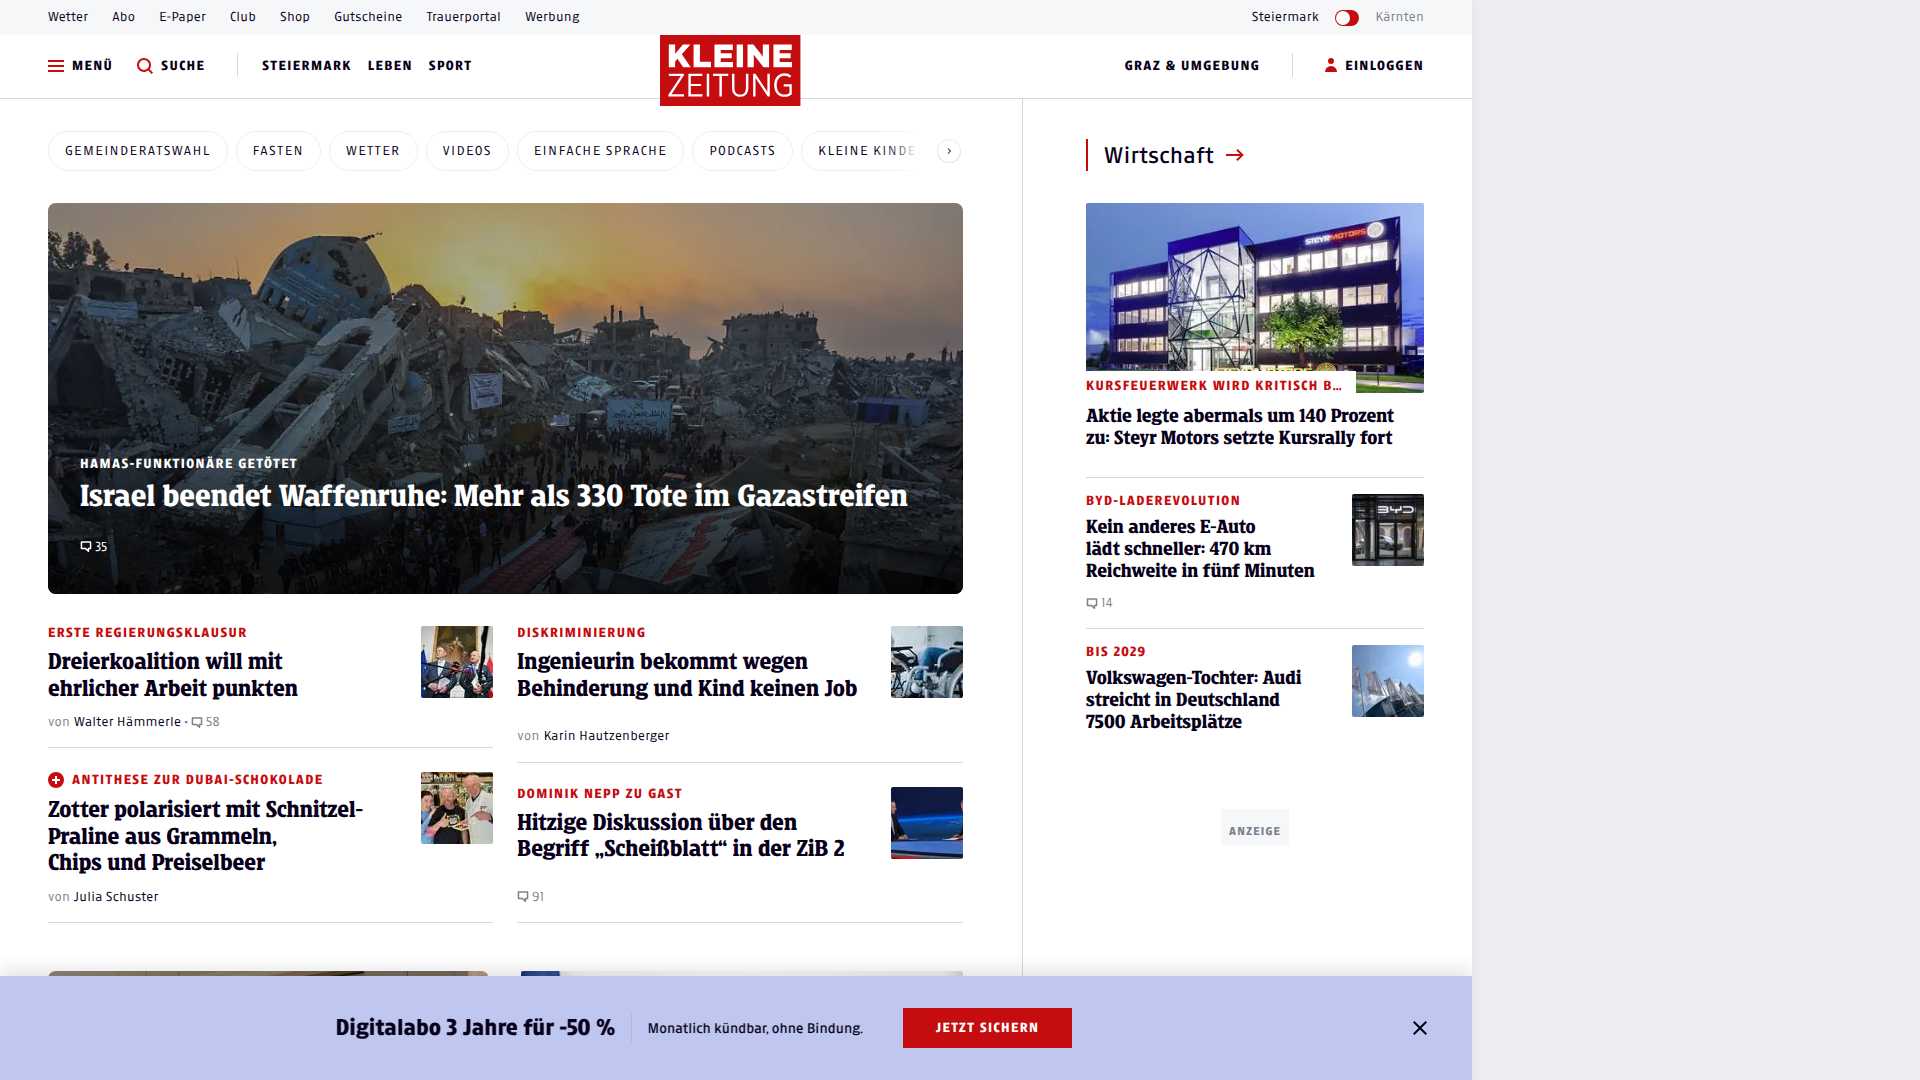 Wetter Abo E-Paper Club Shop Gutscheine Trauerportal Werbung Steiermark Kärnten
MENÜ SUCHE STEIERMARK LEBEN SPORT KLEINE ZEITUNG GRAZ & UMGEBUNG EINLOGGEN
GEMEINDERATSWAHL FASTEN WETTER VIDEOS EINFACHE SPRACHE PODCASTS KLEINE KINDE
HAMAS-FUNKTIONÄRE GETÖTET
Israel beendet Waffenruhe: Mehr als 330 Tote im Gazastreifen
35
ERSTE REGIERUNGSKLAUSUR
Dreierkoalition will mit
ehrlicher Arbeit punkten
von Walter Hämmerle · 58
DISKRIMINIERUNG
Ingenieurin bekommt wegen
Behinderung und Kind keinen Job
von Karin Hautzenberger
ANTITHESE ZUR DUBAI-SCHOKOLADE
Zotter polarisiert mit Schnitzel-
Praline aus Grammeln,
Chips und Preiselbeer
von Julia Schuster
DOMINIK NEPP ZU GAST
Hitzige Diskussion über den
Begriff „Scheißblatt“ in der ZiB 2
91
Wirtschaft
STEYR MOTORS
KURSFEUERWERK WIRD KRITISCH B...
Aktie legte abermals um 140 Prozent
zu: Steyr Motors setzte Kursrally fort
BYD-LADEREVOLUTION
Kein anderes E-Auto
lädt schneller: 470 km
Reichweite in fünf Minuten
14
BYD
BIS 2029
Volkswagen-Tochter: Audi
streicht in Deutschland
7500 Arbeitsplätze
ANZEIGE
Digitalabo 3 Jahre für -50 % Monatlich kündbar, ohne Bindung. JETZT SICHERN